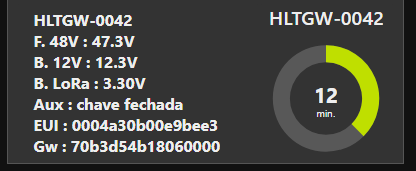 HLTGW-0042
F. 48V : 47.3V
B. 12V : 12.3V
B. LoRa : 3.30V
Aux : chave fechada
EUI : 0004a30b00e9bee3
Gw : 70b3d54b18060000
HLTGW-0042
12
min.